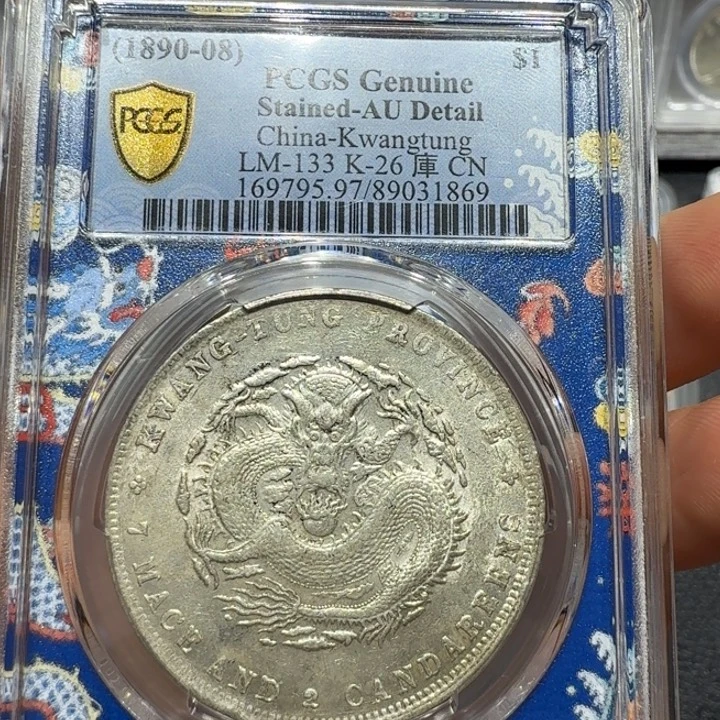 (1890-08) $1
PCGS Genuine
Stained-AU Detail
China-Kwangtung
LM-133 K-26 庫 CN
169795.97/89031869
PCGS
KWANG-TUNG PROVINCE
7 MACE AND 2 CANDAREENS